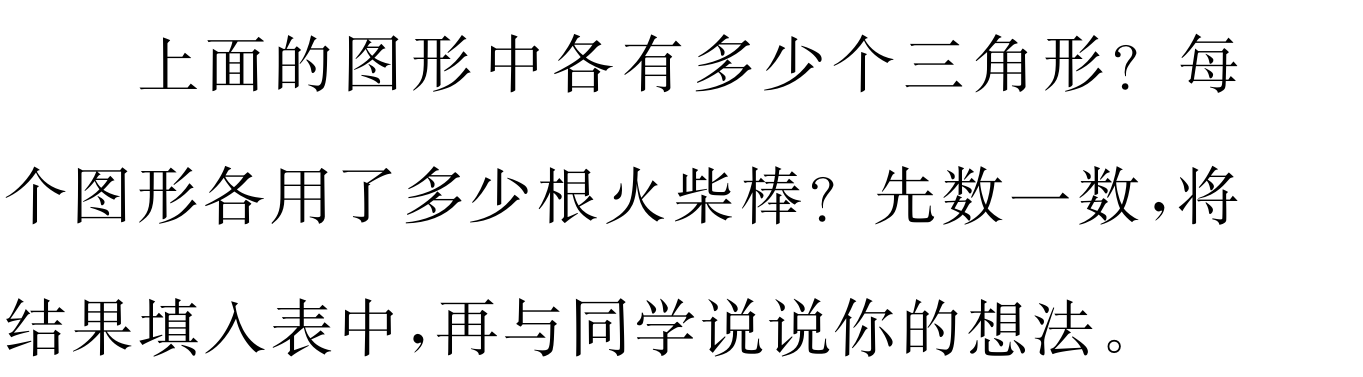 上面的图形中各有多少个三角形？每
个图形各用了多少根火柴棒？先数一数,将
结果填入表中,再与同学说说你的想法。